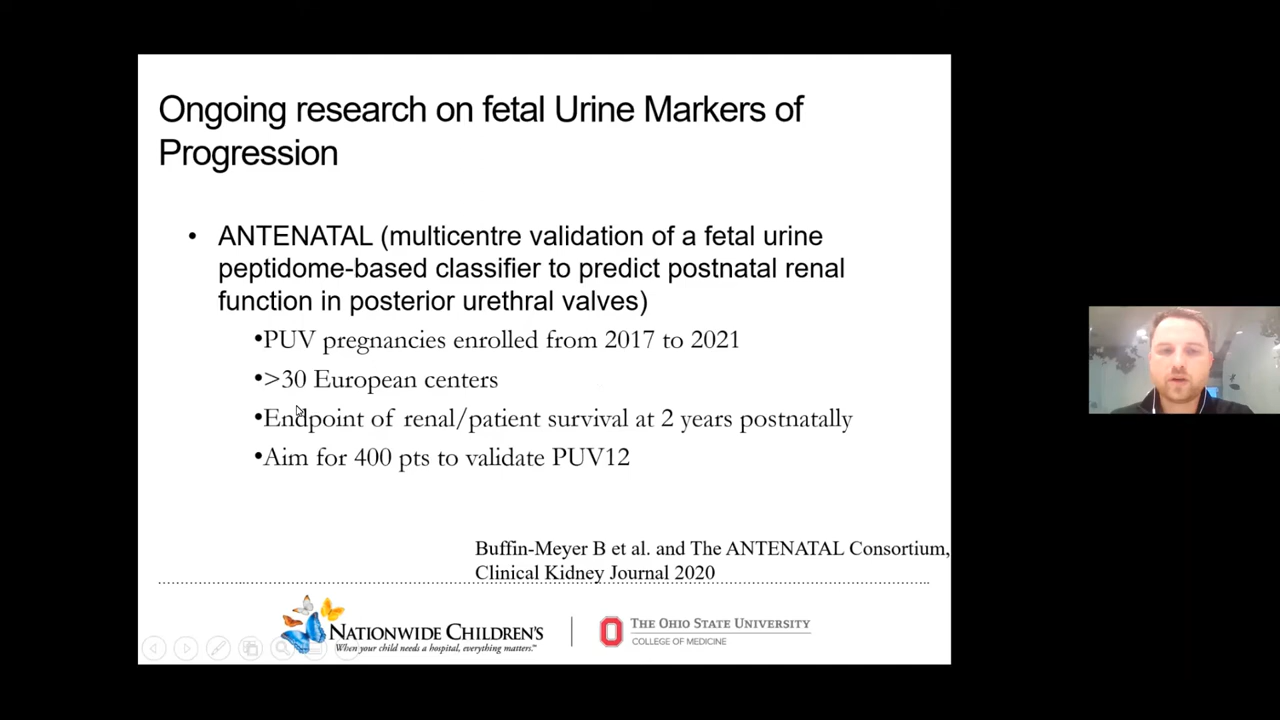 Ongoing research on fetal Urine Markers of
Progression
• ANTENATAL (multicentre validation of a fetal urine
peptidome-based classifier to predict postnatal renal
function in posterior urethral valves)
•PUV pregnancies enrolled from 2017 to 2021
•>30 European centers
•Endpoint of renal/patient survival at 2 years postnatally
•Aim for 400 pts to validate PUV12
Buffin-Meyer B et al. and The ANTENATAL Consortium,
Clinical Kidney Journal 2020
NATIONWIDE CHILDREN'S
When your child needs a hospital, everything matters.™
THE OHIO STATE UNIVERSITY
COLLEGE OF MEDICINE